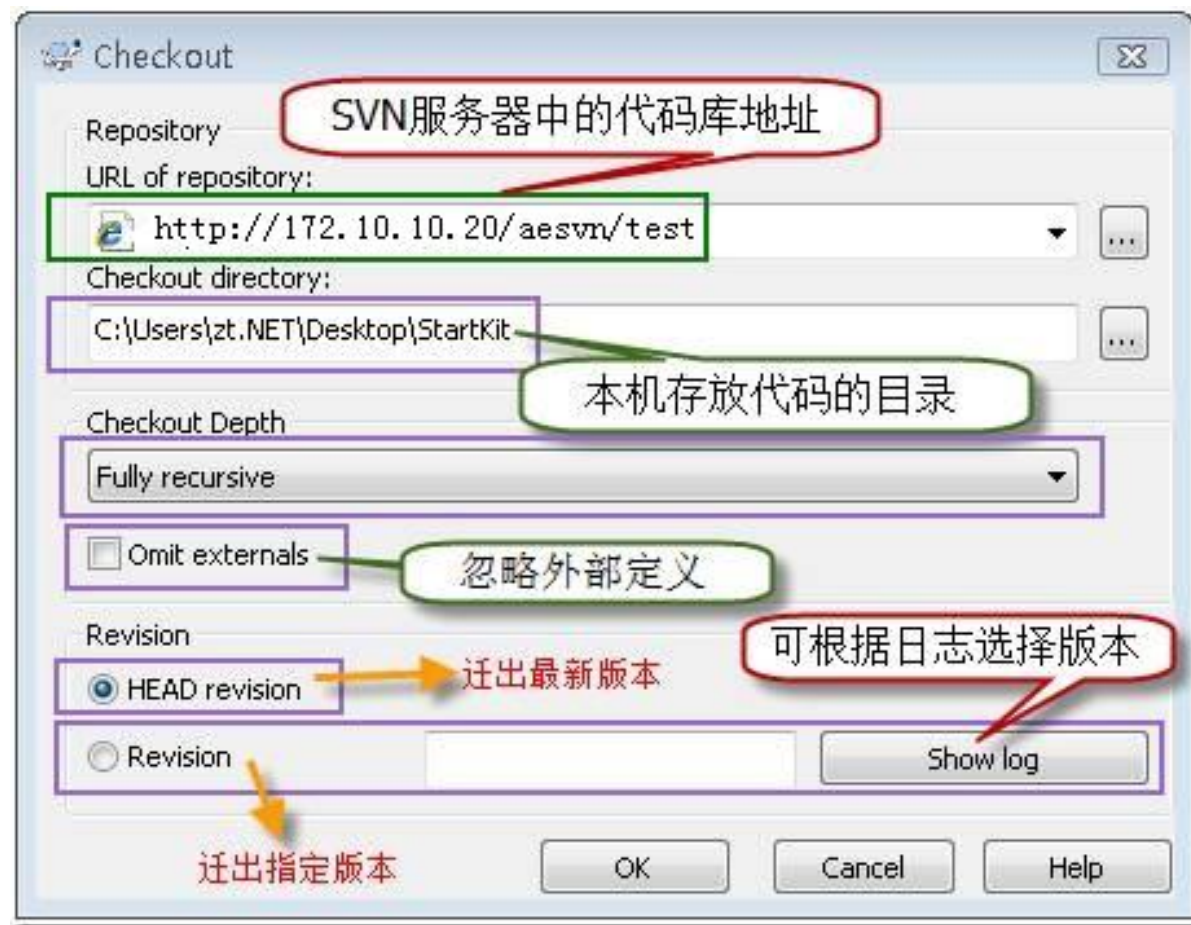 Checkout
SVN服务器中的代码库地址
Repository
URL of repository:
http://172.10.10.20/aesvn/test
...
Checkout directory:
C:\Users\zt.NET\Desktop\StartKit
...
本机存放代码的目录
Checkout Depth
Fully recursive
Omit externals
忽略外部定义
Revision
可根据日志选择版本
HEAD revision
迁出最新版本
Revision
Show log
迁出指定版本
OK
Cancel
Help